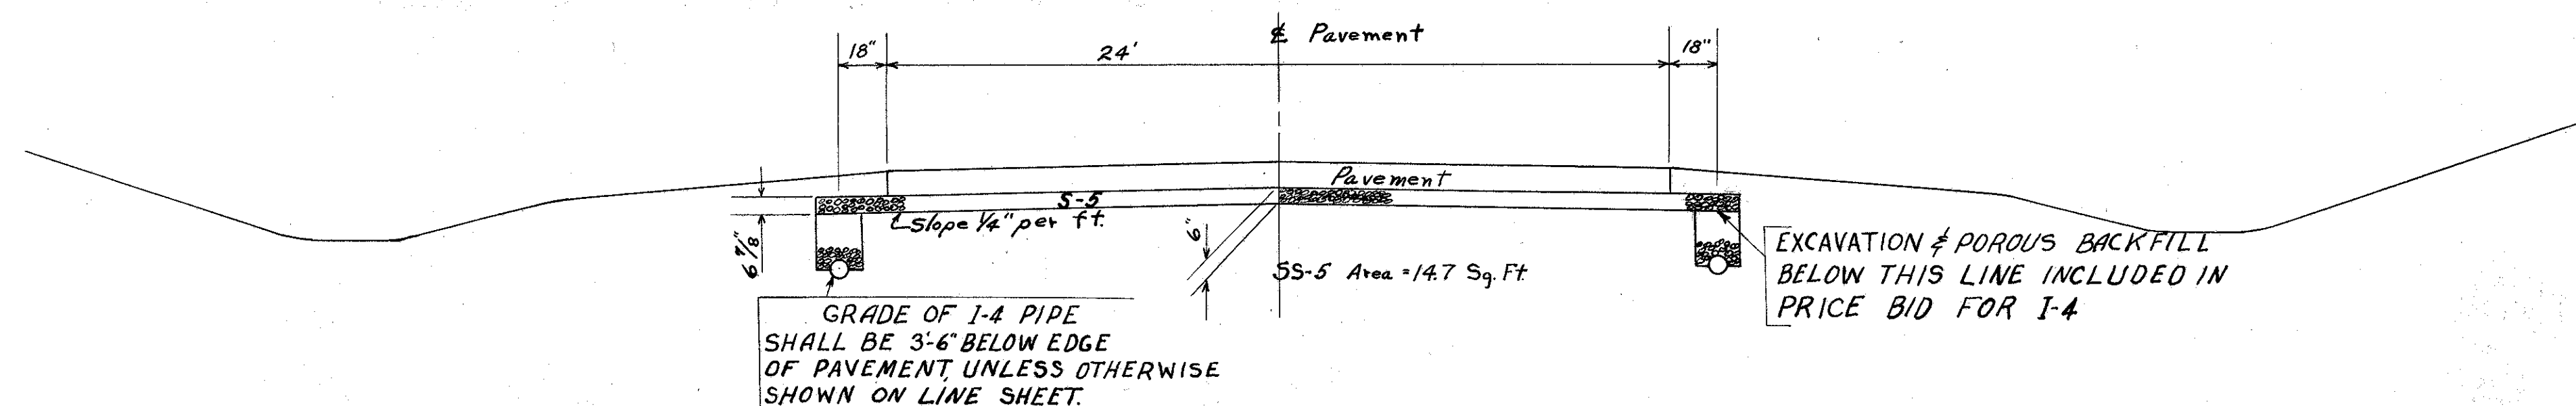 ℄ Pavement
18"
24'
18"
Pavement
S-5
Slope 1/4" per ft.
6 7/8"
6"
SS-5 Area = 14.7 Sq. Ft.
EXCAVATION & POROUS BACKFILL
BELOW THIS LINE INCLUDED IN
PRICE BID FOR I-4
GRADE OF I-4 PIPE
SHALL BE 3'-6" BELOW EDGE
OF PAVEMENT, UNLESS OTHERWISE
SHOWN ON LINE SHEET.